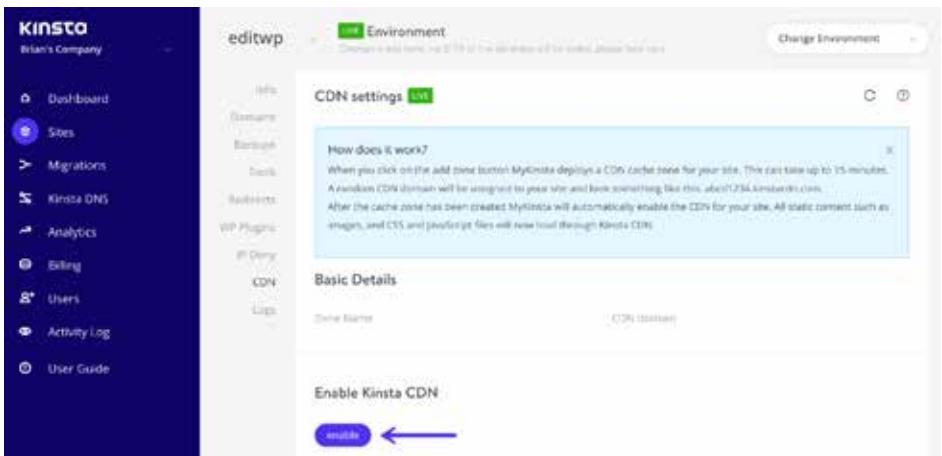 KINSTA
Brian's Company
Dashboard
Sites
Migrations
Kinsta DNS
Analytics
Billing
Users
Activity Log
User Guide
editwp
LIVE Environment
Change Environment
Info
Domains
Backups
Tools
Redirects
WP Plugins
IP Deny
CDN
Logs
CDN settings LIVE
How does it work?
When you click on the add zone button MyKinsta deploys a CDN cache zone for your site. This can take up to 15 minutes.
A random CDN domain will be assigned to your site and look something like this: abcd1234.kinstacdn.com.
After the cache zone has been created MyKinsta will automatically enable the CDN for your site. All static content such as
images, and CSS and JavaScript files will now load through Kinsta CDN.
Basic Details
Zone Name
CDN domain
Enable Kinsta CDN
enable